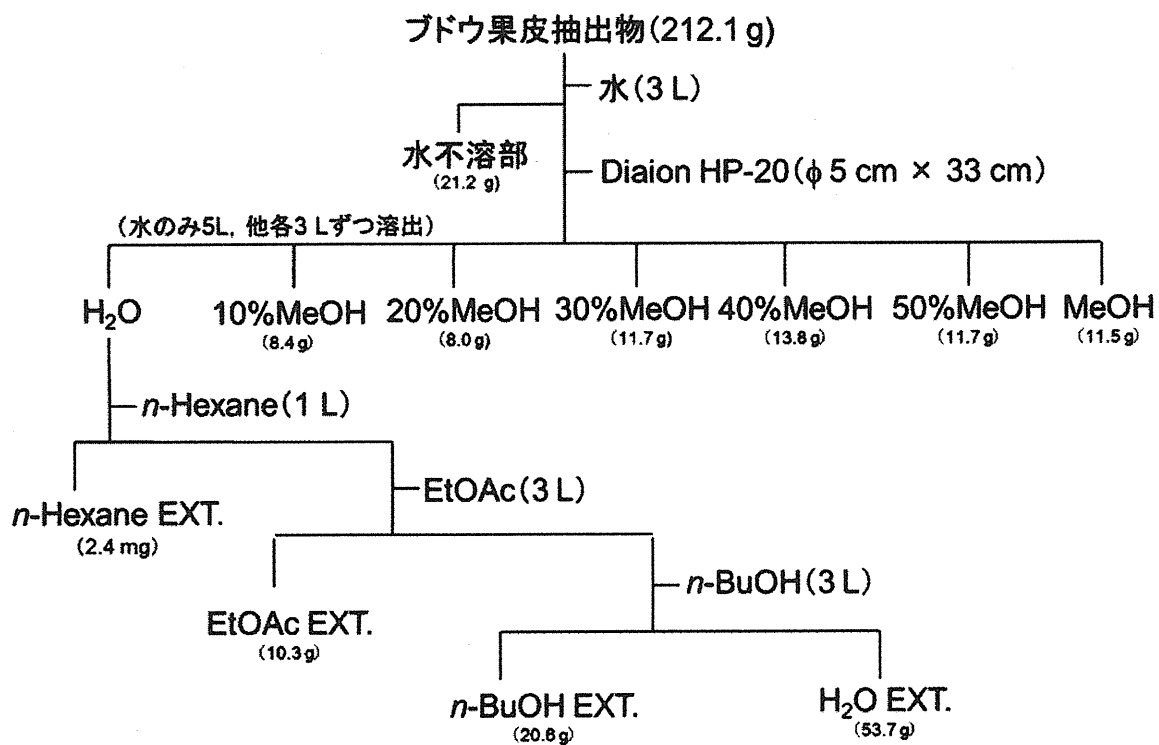 ブドウ果皮抽出物(212.1 g)
水(3 L)
水不溶部
(21.2 g)
Diaion HP-20(φ 5 cm × 33 cm)
(水のみ5L, 他各3 Lずつ溶出)
H₂O 10%MeOH 20%MeOH 30%MeOH 40%MeOH 50%MeOH MeOH
(8.4 g) (8.0 g) (11.7 g) (13.8 g) (11.7 g) (11.5 g)
n-Hexane(1 L)
EtOAc(3 L)
n-Hexane EXT.
(2.4 mg)
n-BuOH(3 L)
EtOAc EXT.
(10.3 g)
n-BuOH EXT. H₂O EXT.
(20.6 g) (53.7 g)